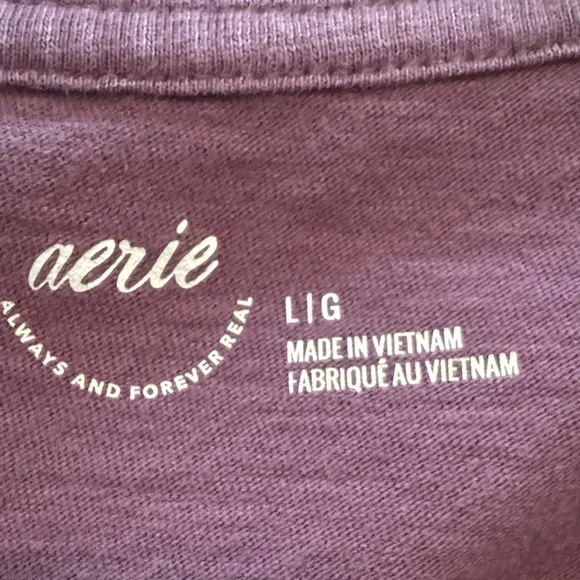 aerie
ALWAYS AND FOREVER REAL
L|G
MADE IN VIETNAM
FABRIQUÉ AU VIETNAM